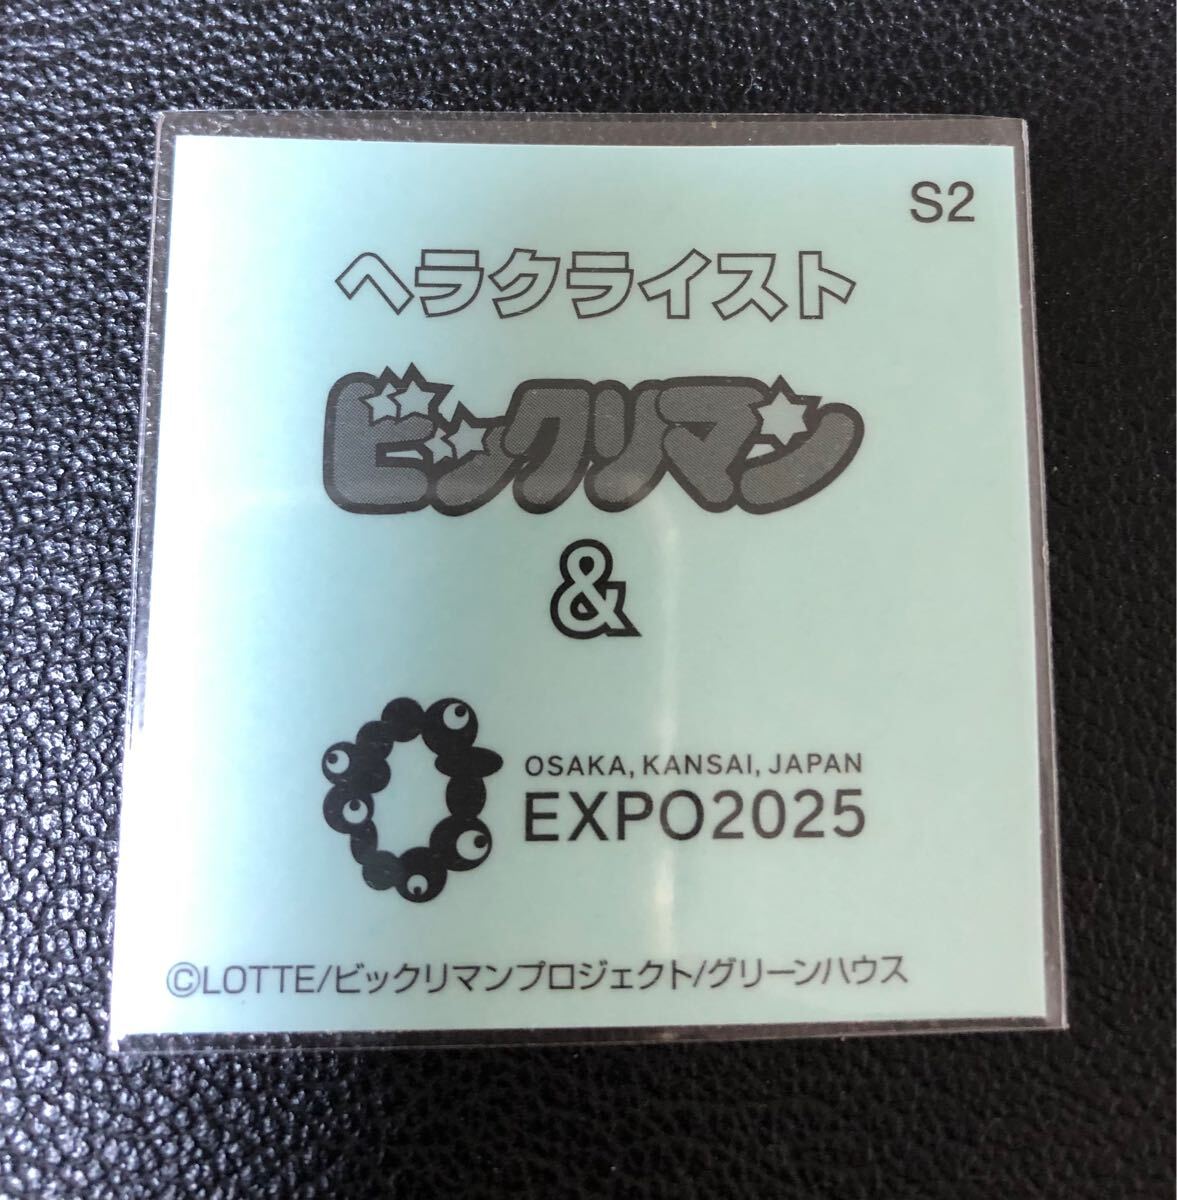 S2
ヘラクライスト
ビックリマン
&
OSAKA, KANSAI, JAPAN
EXPO2025
©LOTTE/ビックリマンプロジェクト/グリーンハウス